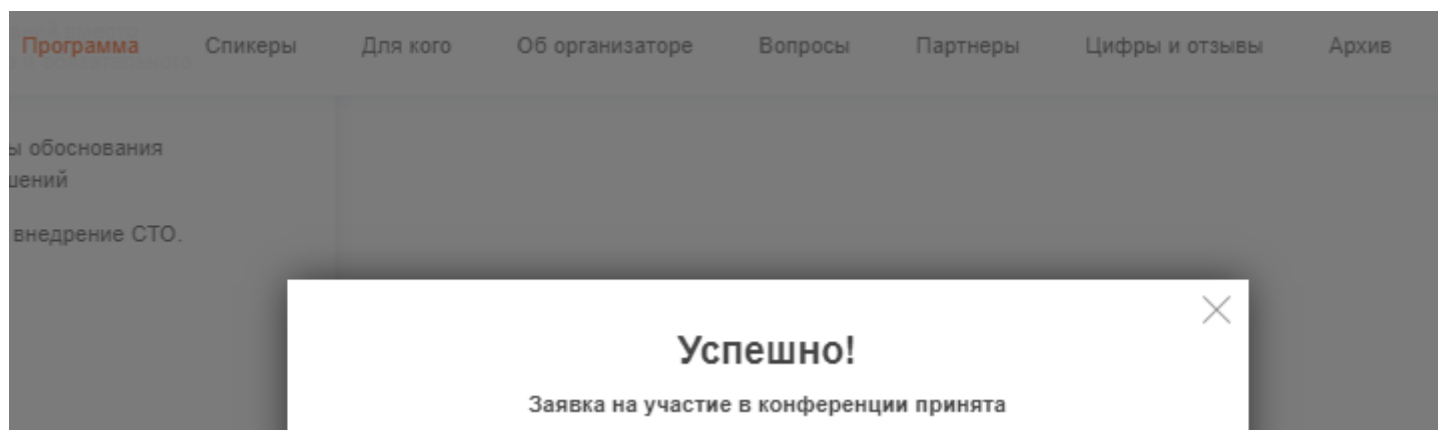 Программа Спикеры Для кого Об организаторе Вопросы Партнеры Цифры и отзывы Архив
ы обоснования
шений
внедрение СТО.
Успешно!
Заявка на участие в конференции принята